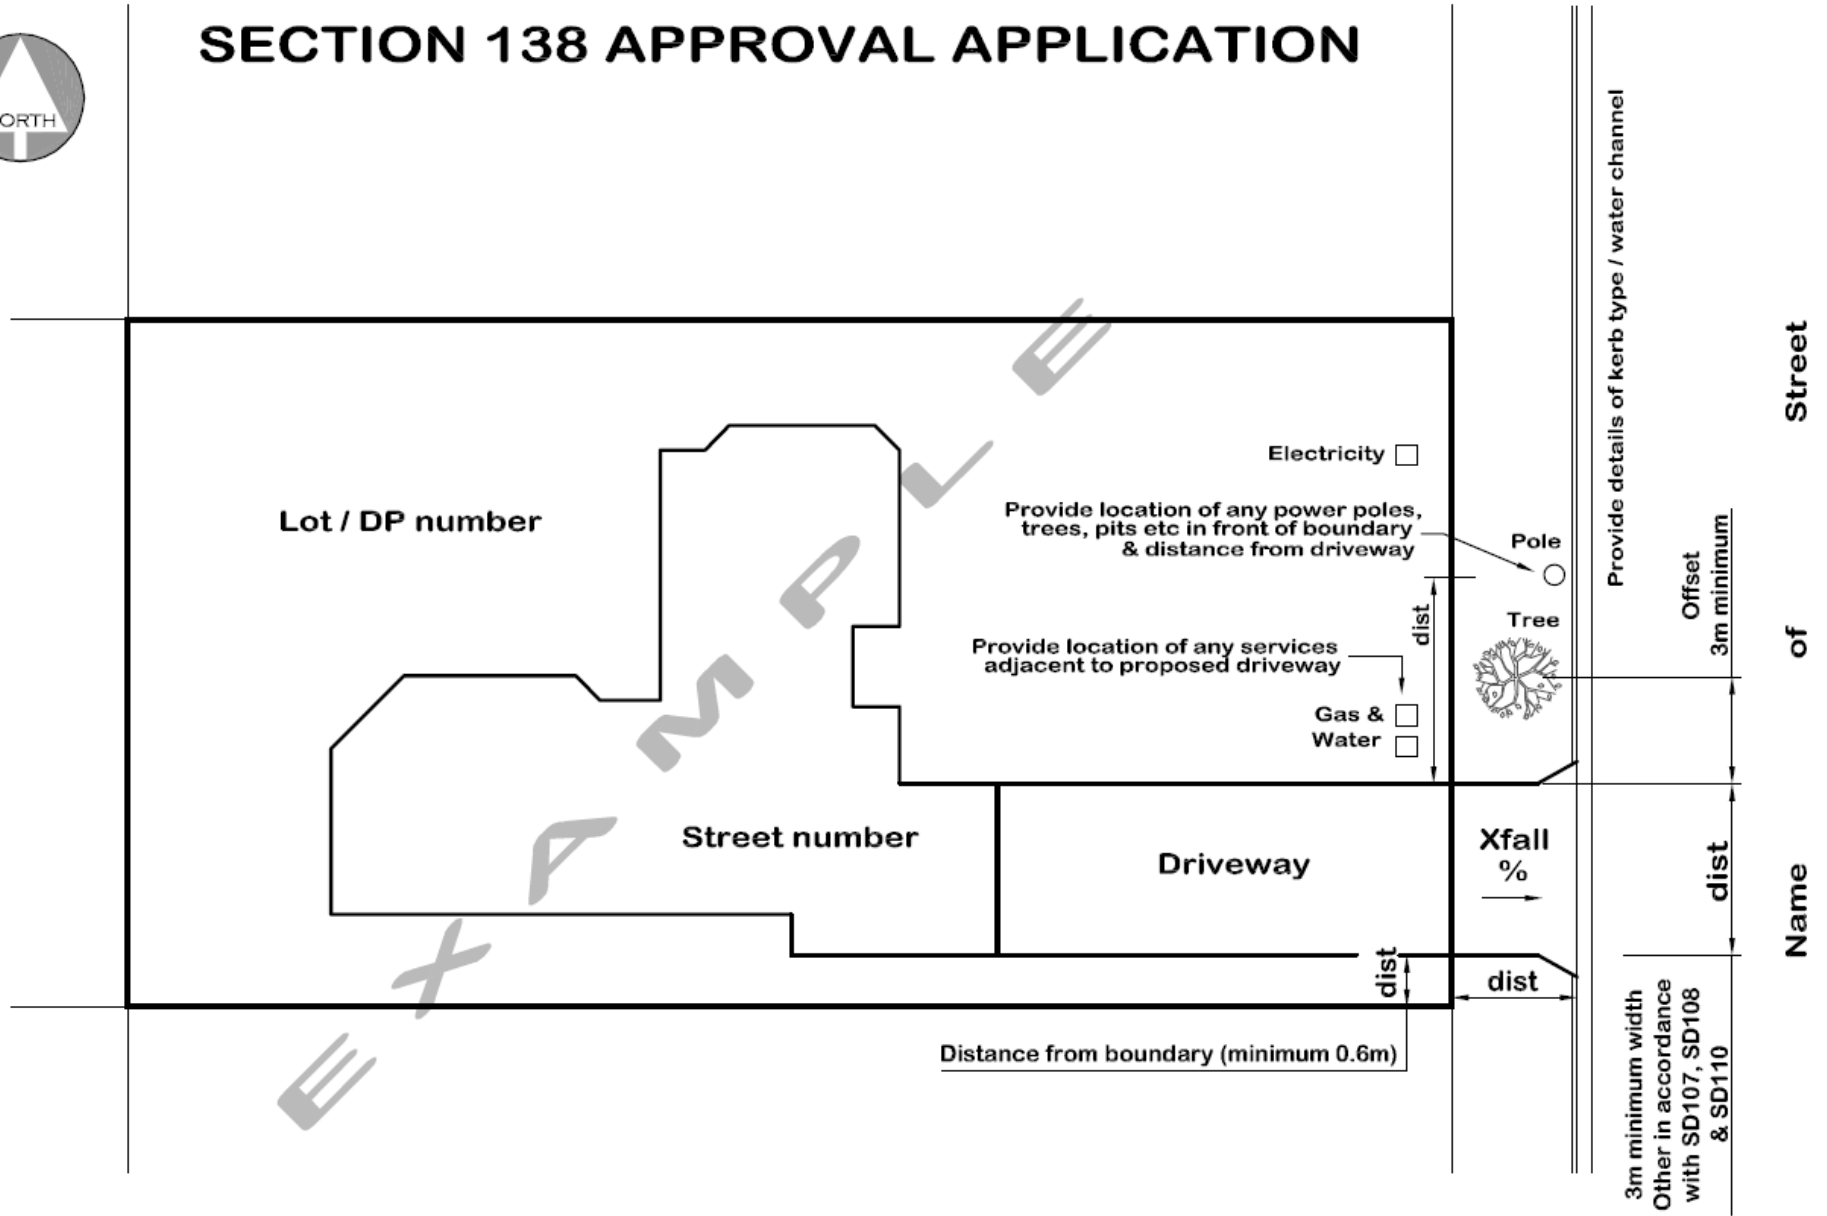 SECTION 138 APPROVAL APPLICATION
ORTH
Provide details of kerb type / water channel
Street
of
Name
EXAMPLE
Electricity
Lot / DP number
Provide location of any power poles,
trees, pits etc in front of boundary
& distance from driveway
Pole
Offset
3m minimum
dist
Tree
Provide location of any services
adjacent to proposed driveway
Gas &
Water
Street number
Driveway
Xfall
%
dist
dist
dist
Distance from boundary (minimum 0.6m)
3m minimum width
Other in accordance
with SD107, SD108
& SD110